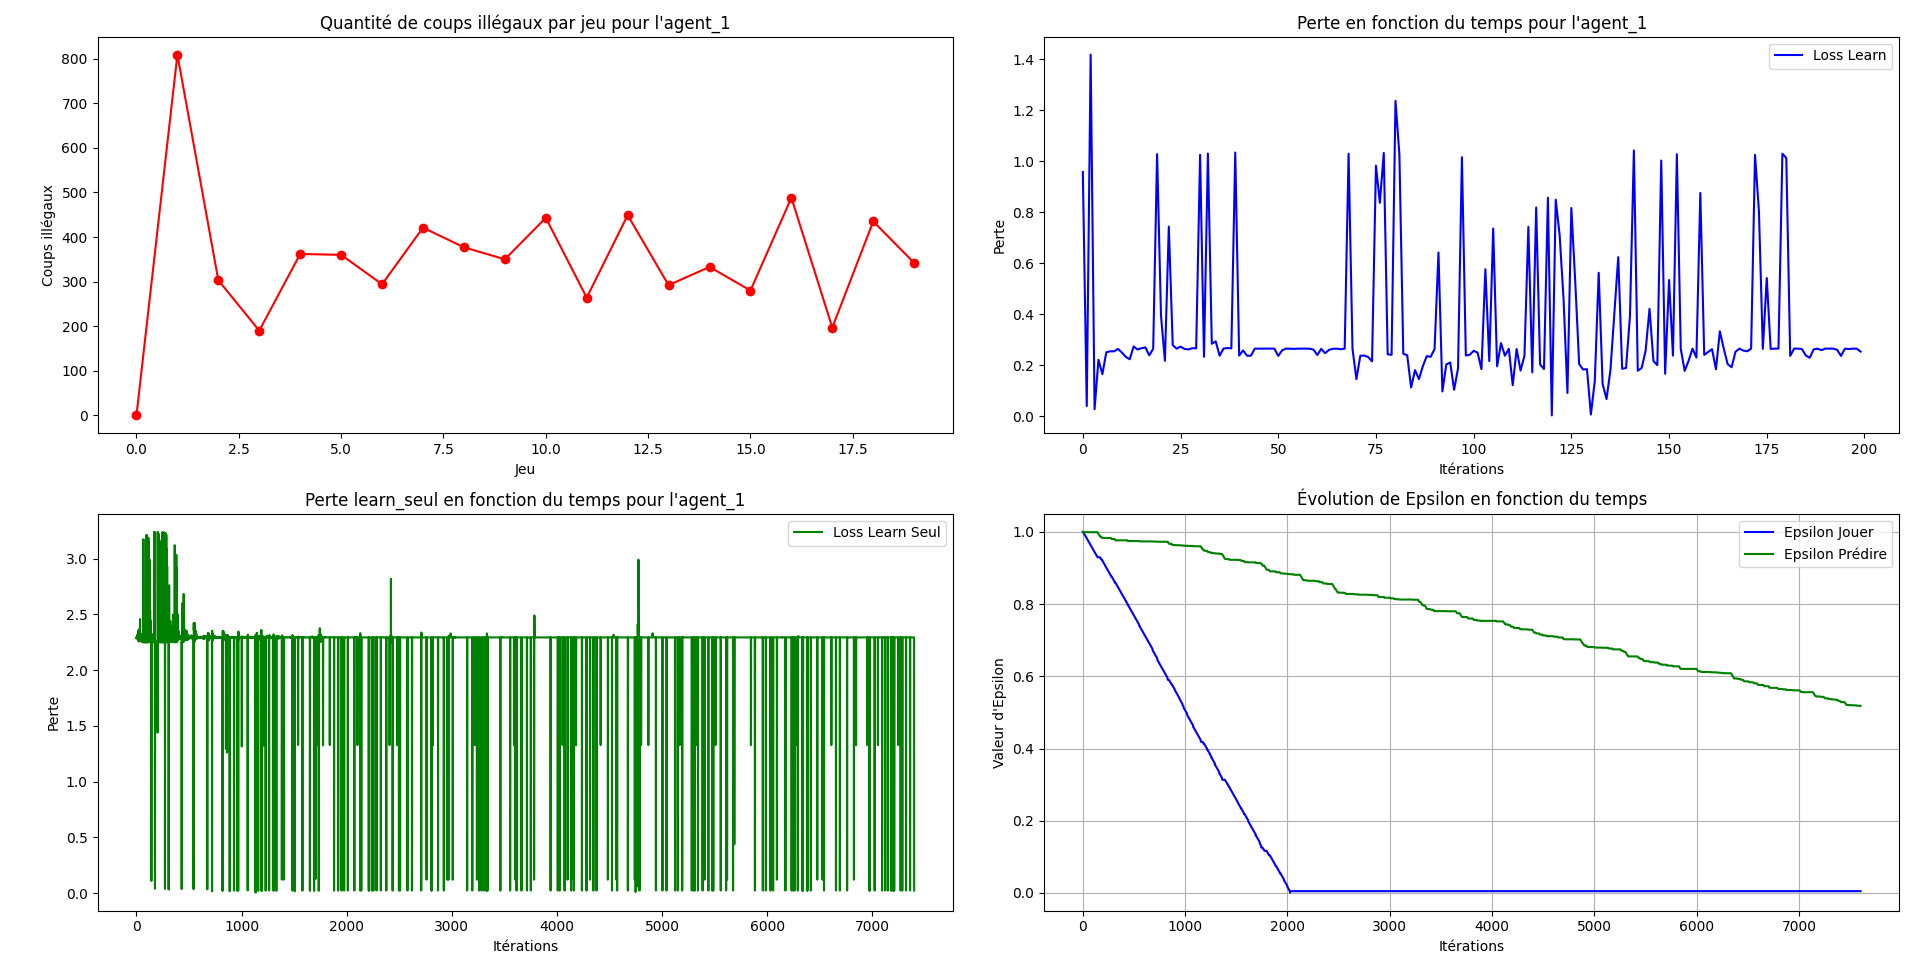 Quantité de coups illégaux par jeu pour l'agent_1
800
700
600
500
400
300
200
100
0
Coups illégaux
0.0 2.5 5.0 7.5 10.0 12.5 15.0 17.5
Jeu
Perte en fonction du temps pour l'agent_1
Loss Learn
1.4
1.2
1.0
0.8
0.6
0.4
0.2
0.0
Perte
0 25 50 75 100 125 150 175 200
Itérations
Perte learn_seul en fonction du temps pour l'agent_1
Loss Learn Seul
3.0
2.5
2.0
1.5
1.0
0.5
0.0
Perte
0 1000 2000 3000 4000 5000 6000 7000
Itérations
Évolution de Epsilon en fonction du temps
Epsilon Jouer
Epsilon Prédire
1.0
0.8
0.6
0.4
0.2
0.0
Valeur d'Epsilon
0 1000 2000 3000 4000 5000 6000 7000
Itérations